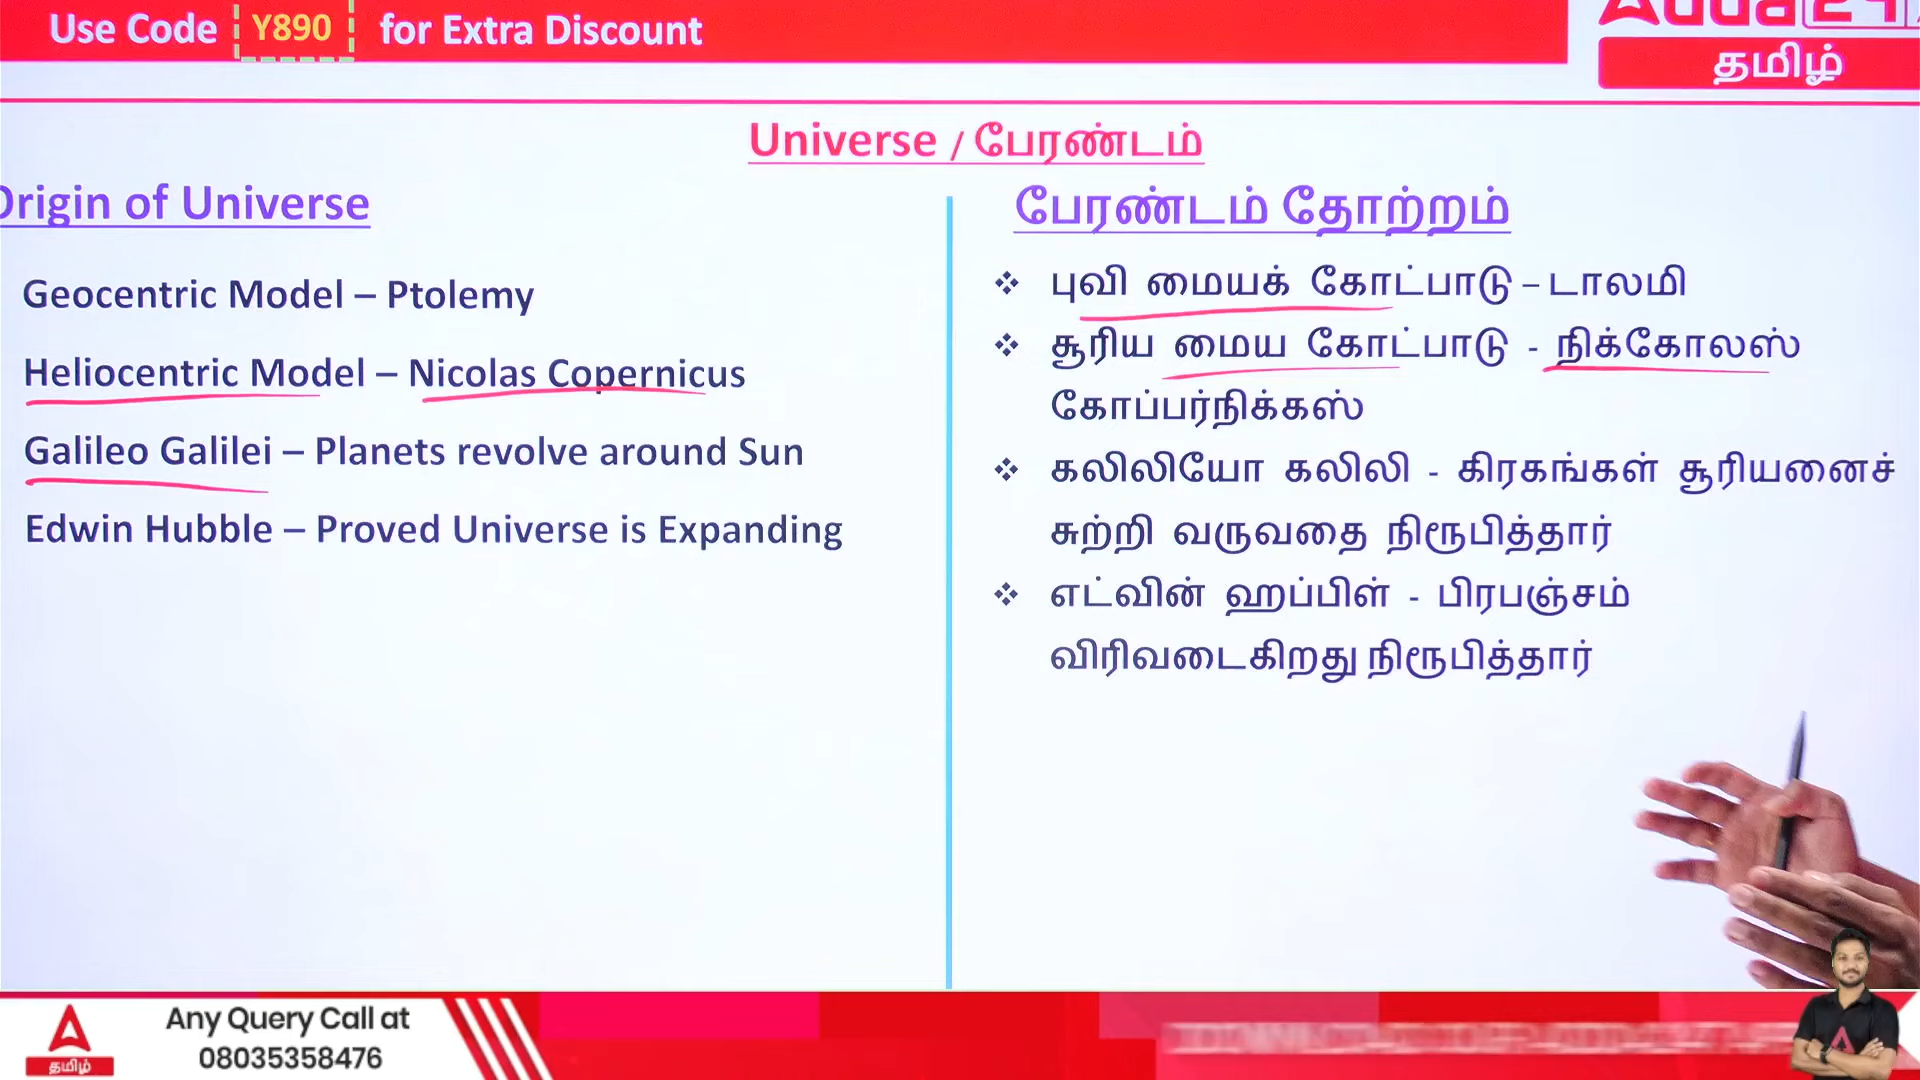 Use Code Y890 for Extra Discount
தமிழ்
Universe / பேரண்டம்
Origin of Universe
Geocentric Model – Ptolemy
Heliocentric Model – Nicolas Copernicus
Galileo Galilei – Planets revolve around Sun
Edwin Hubble – Proved Universe is Expanding
பேரண்டம் தோற்றம்
❖ புவி மையக் கோட்பாடு – டாலமி
❖ சூரிய மைய கோட்பாடு - நிக்கோலஸ்
கோப்பர்நிக்கஸ்
❖ கலிலியோ கலிலி - கிரகங்கள் சூரியனைச்
சுற்றி வருவதை நிரூபித்தார்
❖ எட்வின் ஹப்பிள் - பிரபஞ்சம்
விரிவடைகிறது நிரூபித்தார்
தமிழ்
Any Query Call at
08035358476